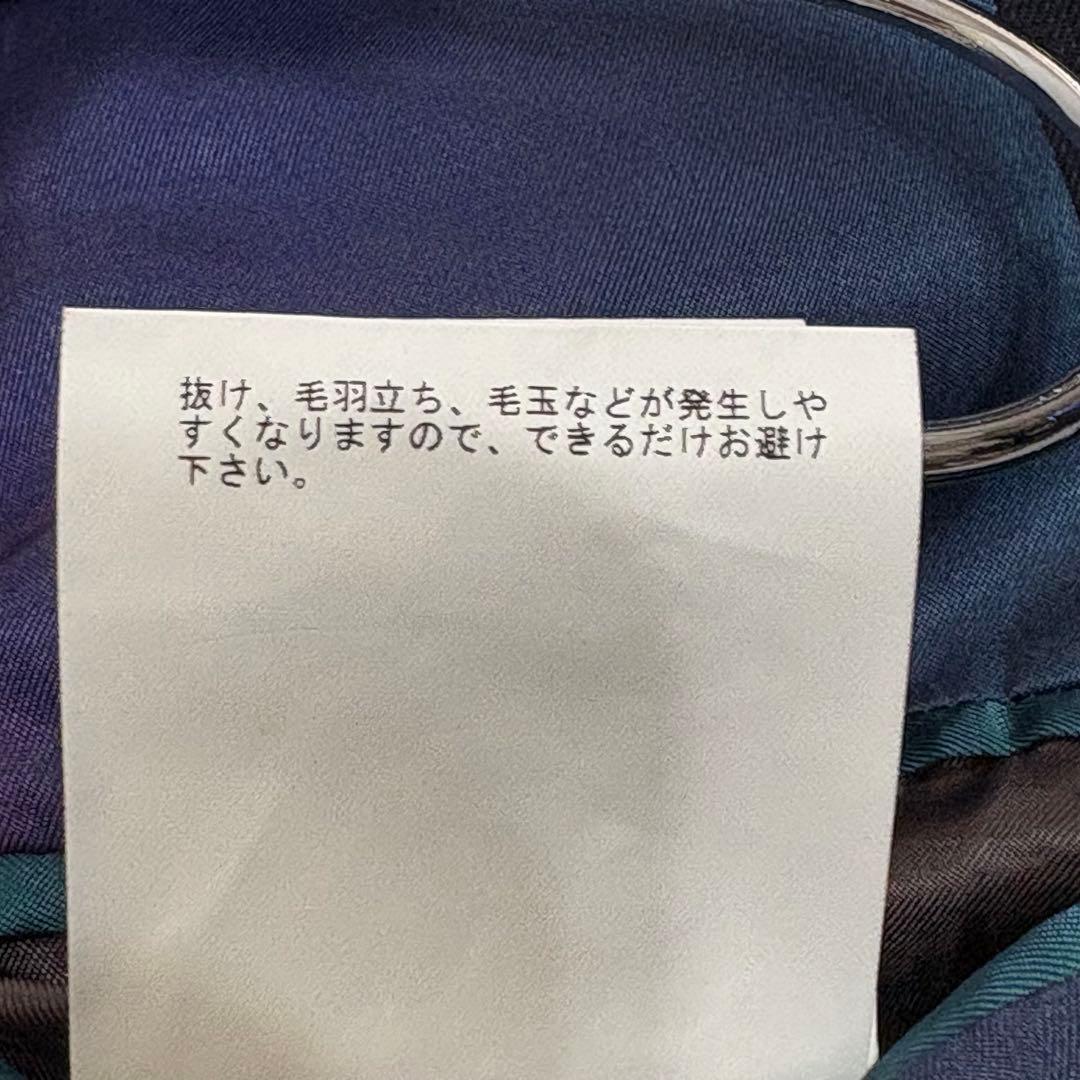 抜け、毛羽立ち、毛玉などが発生しや
すくなりますので、できるだけお避け
下さい。